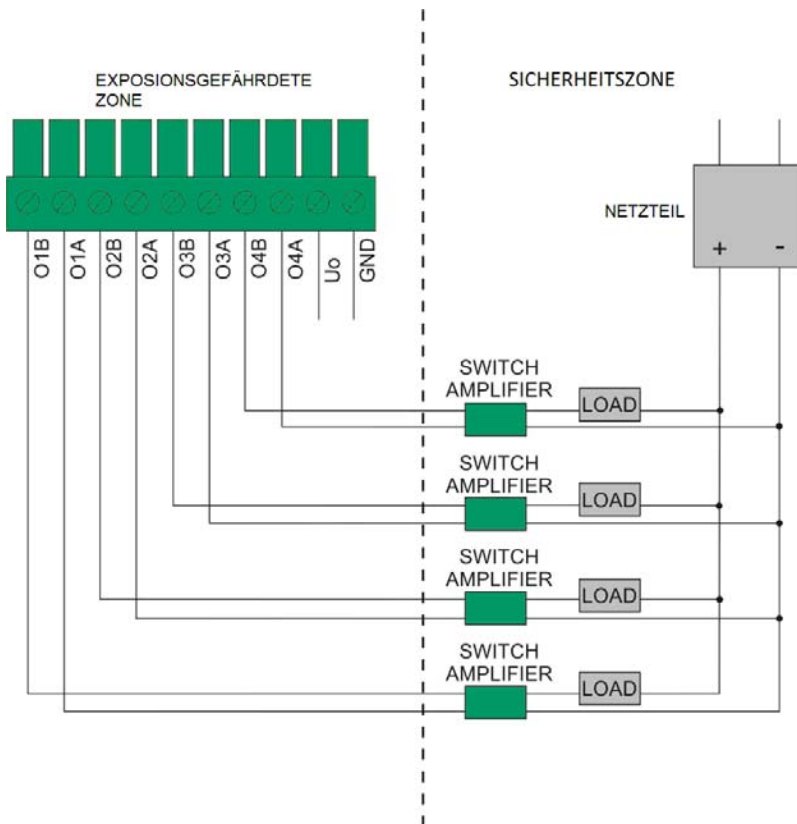 EXPOSIONSGEFÄHRDETE
ZONE
SICHERHEITSZONE
NETZTEIL
+ -
O1B
O1A
O2B
O2A
O3B
O3A
O4B
O4A
Uo
GND
SWITCH
AMPLIFIER
LOAD
SWITCH
AMPLIFIER
LOAD
SWITCH
AMPLIFIER
LOAD
SWITCH
AMPLIFIER
LOAD